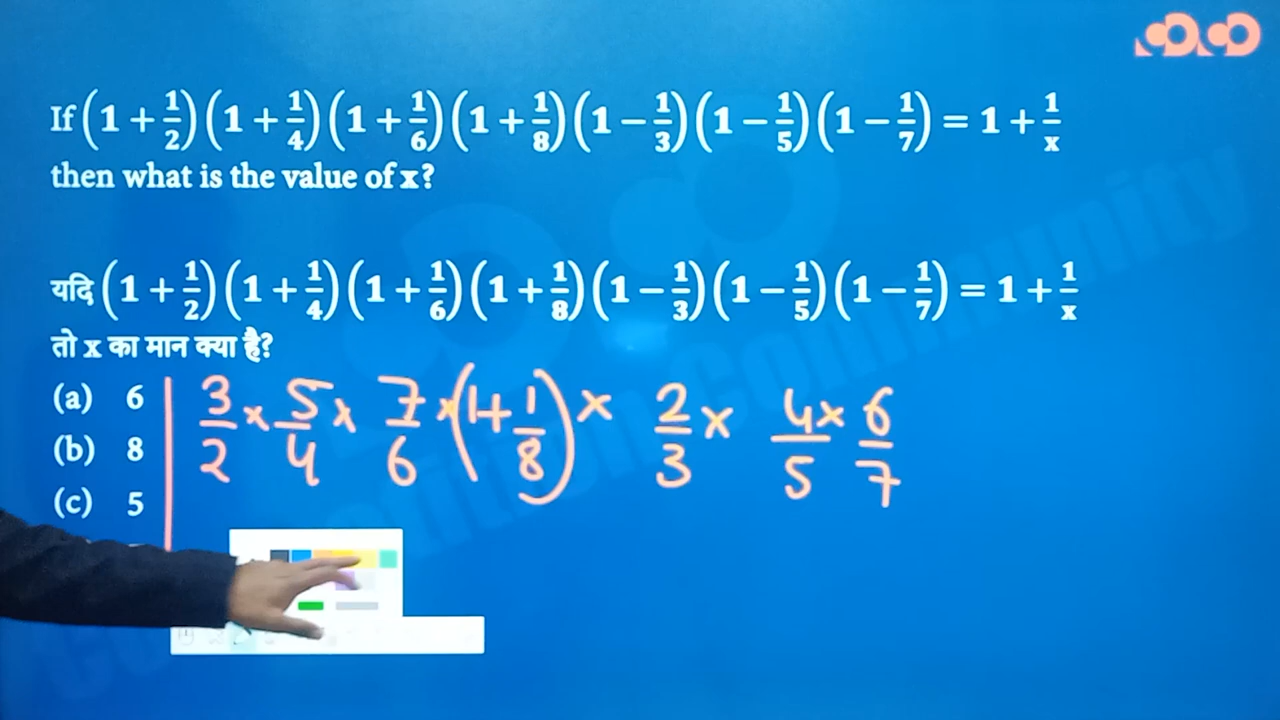 If (1 + 1/2)(1 + 1/4)(1 + 1/6)(1 + 1/8)(1 − 1/3)(1 − 1/5)(1 − 1/7) = 1 + 1/x
then what is the value of x?
यदि (1 + 1/2)(1 + 1/4)(1 + 1/6)(1 + 1/8)(1 − 1/3)(1 − 1/5)(1 − 1/7) = 1 + 1/x
तो x का मान क्या है?
(a) 6
(b) 8
(c) 5
3/2 × 5/4 × 7/6 × (1 + 1/8) × 2/3 × 4/5 × 6/7